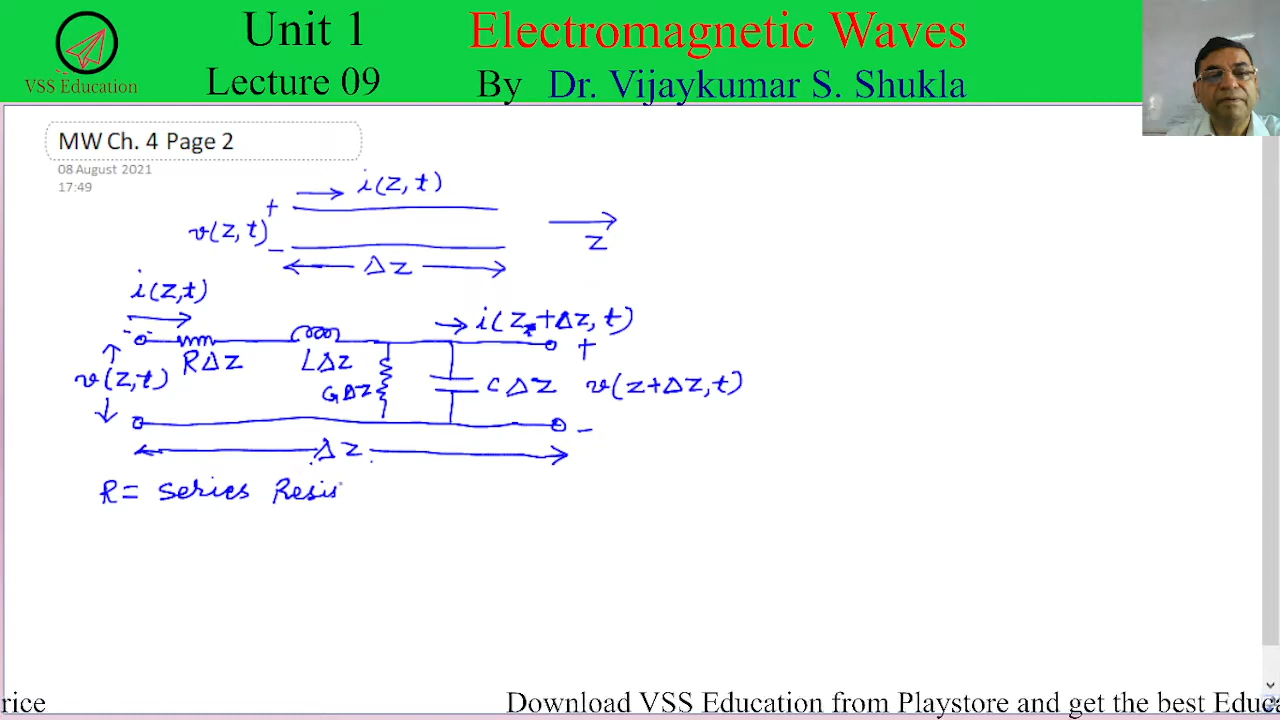 Unit 1
Electromagnetic Waves
VSS Education
Lecture 09
By Dr. Vijaykumar S. Shukla
MW Ch. 4 Page 2
08 August 2021
17:49
i(z,t)
+
v(z,t)
-
z
Δz
i(z,t)
i(z+Δz,t)
+
RΔz
LΔz
v(z,t)
GΔz
CΔz
v(z+Δz,t)
-
Δz
R= Series Resis
rice
Download VSS Education from Playstore and get the best Educa